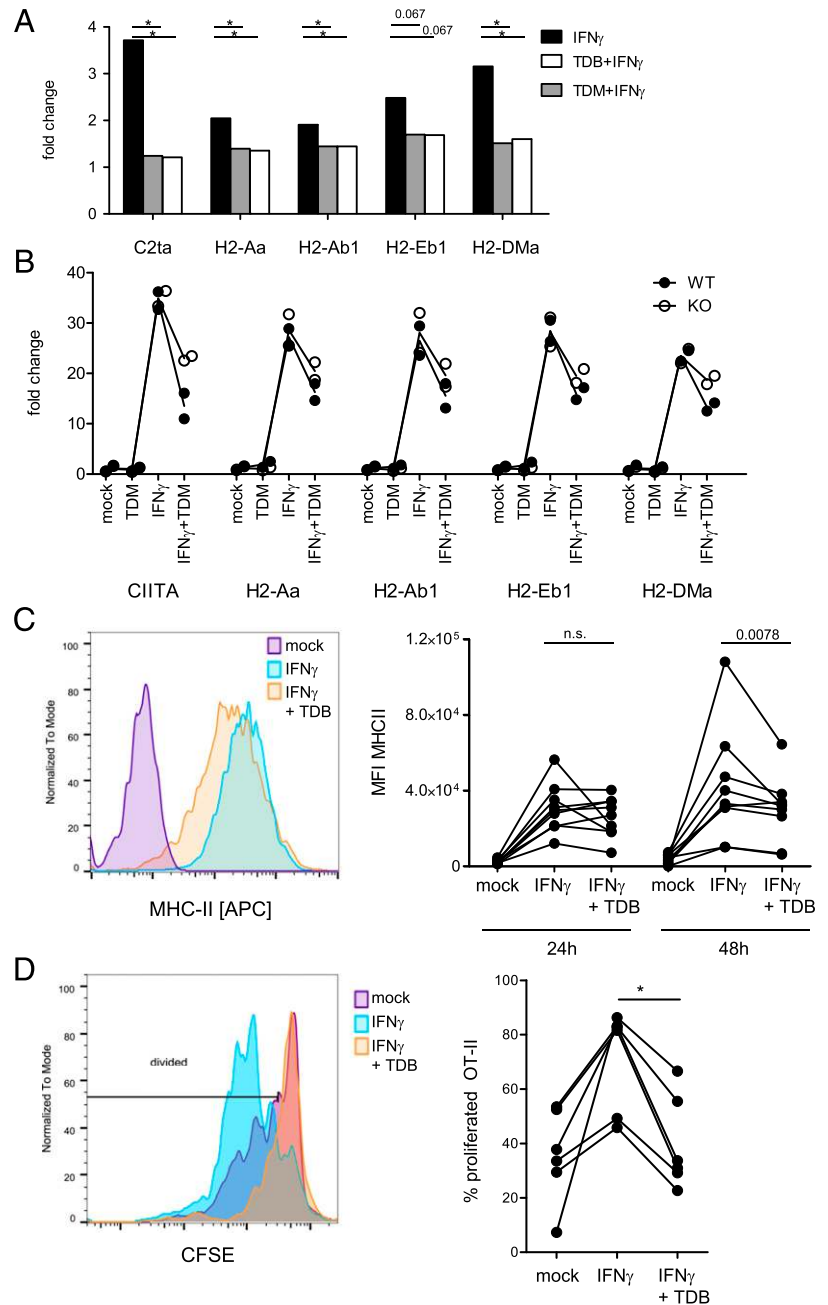 A
fold change
4
3
2
1
0
*
*
*
*
*
*
0.067
0.067
*
*
IFNγ
TDB+IFNγ
TDM+IFNγ
C2ta
H2-Aa
H2-Ab1
H2-Eb1
H2-DMa
B
fold change
40
30
20
10
0
WT
KO
mock
TDM
IFNγ
IFNγ+TDM
mock
TDM
IFNγ
IFNγ+TDM
mock
TDM
IFNγ
IFNγ+TDM
mock
TDM
IFNγ
IFNγ+TDM
mock
TDM
IFNγ
IFNγ+TDM
CIITA
H2-Aa
H2-Ab1
H2-Eb1
H2-DMa
C
Normalized To Mode
100
80
60
40
20
0
mock
IFNγ
IFNγ
+ TDB
MHC-II [APC]
MFI MHCII
1.2×10⁵
8.0×10⁴
4.0×10⁴
0
n.s.
0.0078
mock
IFNγ
IFNγ
+ TDB
mock
IFNγ
IFNγ
+ TDB
24h
48h
D
Normalized To Mode
100
80
60
40
20
0
divided
mock
IFNγ
IFNγ
+ TDB
CFSE
% proliferated OT-II
100
80
60
40
20
0
*
mock
IFNγ
IFNγ
+ TDB